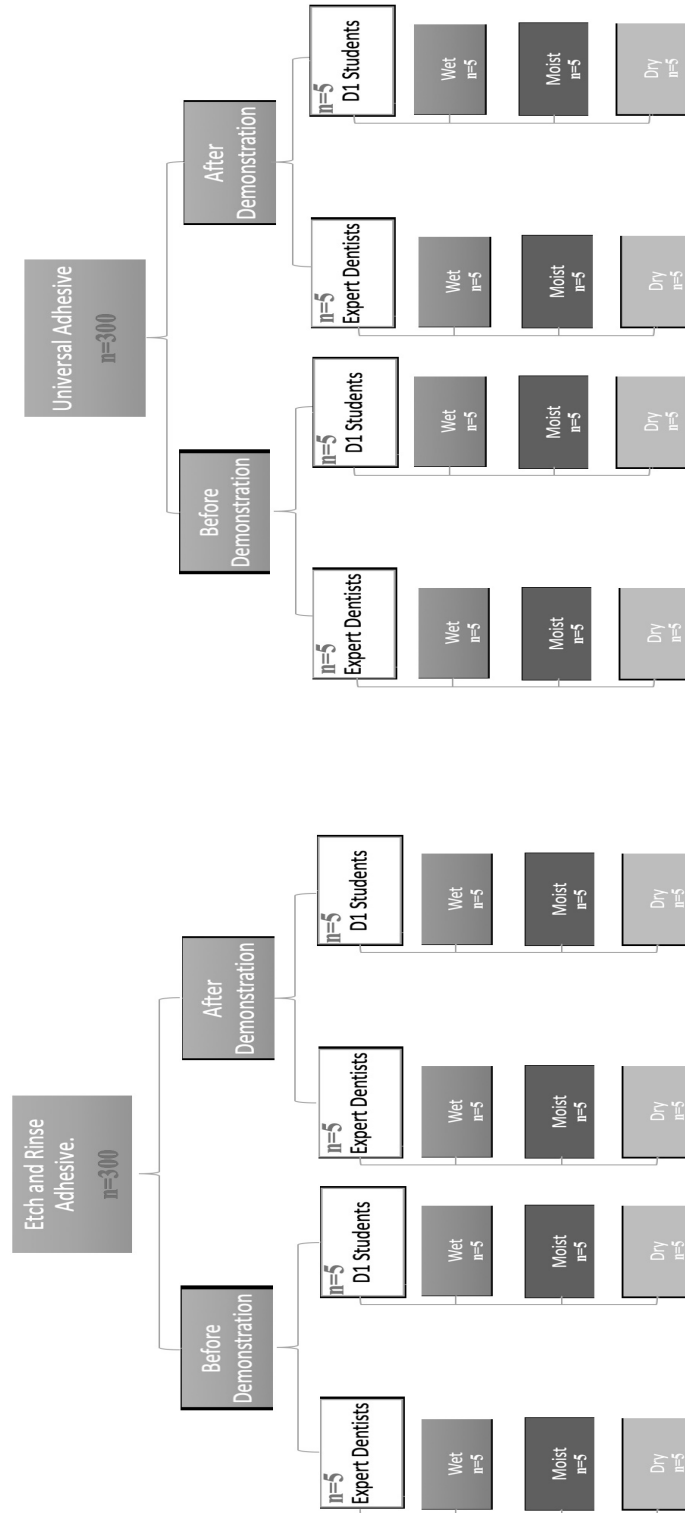 Etch and Rinse
Adhesive.
n=300
Before
Demonstration
After
Demonstration
n=5
Expert Dentists
n=5
D1 Students
n=5
Expert Dentists
n=5
D1 Students
Wet
n=5
Wet
n=5
Wet
n=5
Wet
n=5
Moist
n=5
Moist
n=5
Moist
n=5
Moist
n=5
Dry
n=5
Dry
n=5
Dry
n=5
Dry
n=5
Universal Adhesive
n=300
Before
Demonstration
After
Demonstration
n=5
Expert Dentists
n=5
D1 Students
n=5
Expert Dentists
n=5
D1 Students
Wet
n=5
Wet
n=5
Wet
n=5
Wet
n=5
Moist
n=5
Moist
n=5
Moist
n=5
Moist
n=5
Dry
n=5
Dry
n=5
Dry
n=5
Dry
n=5